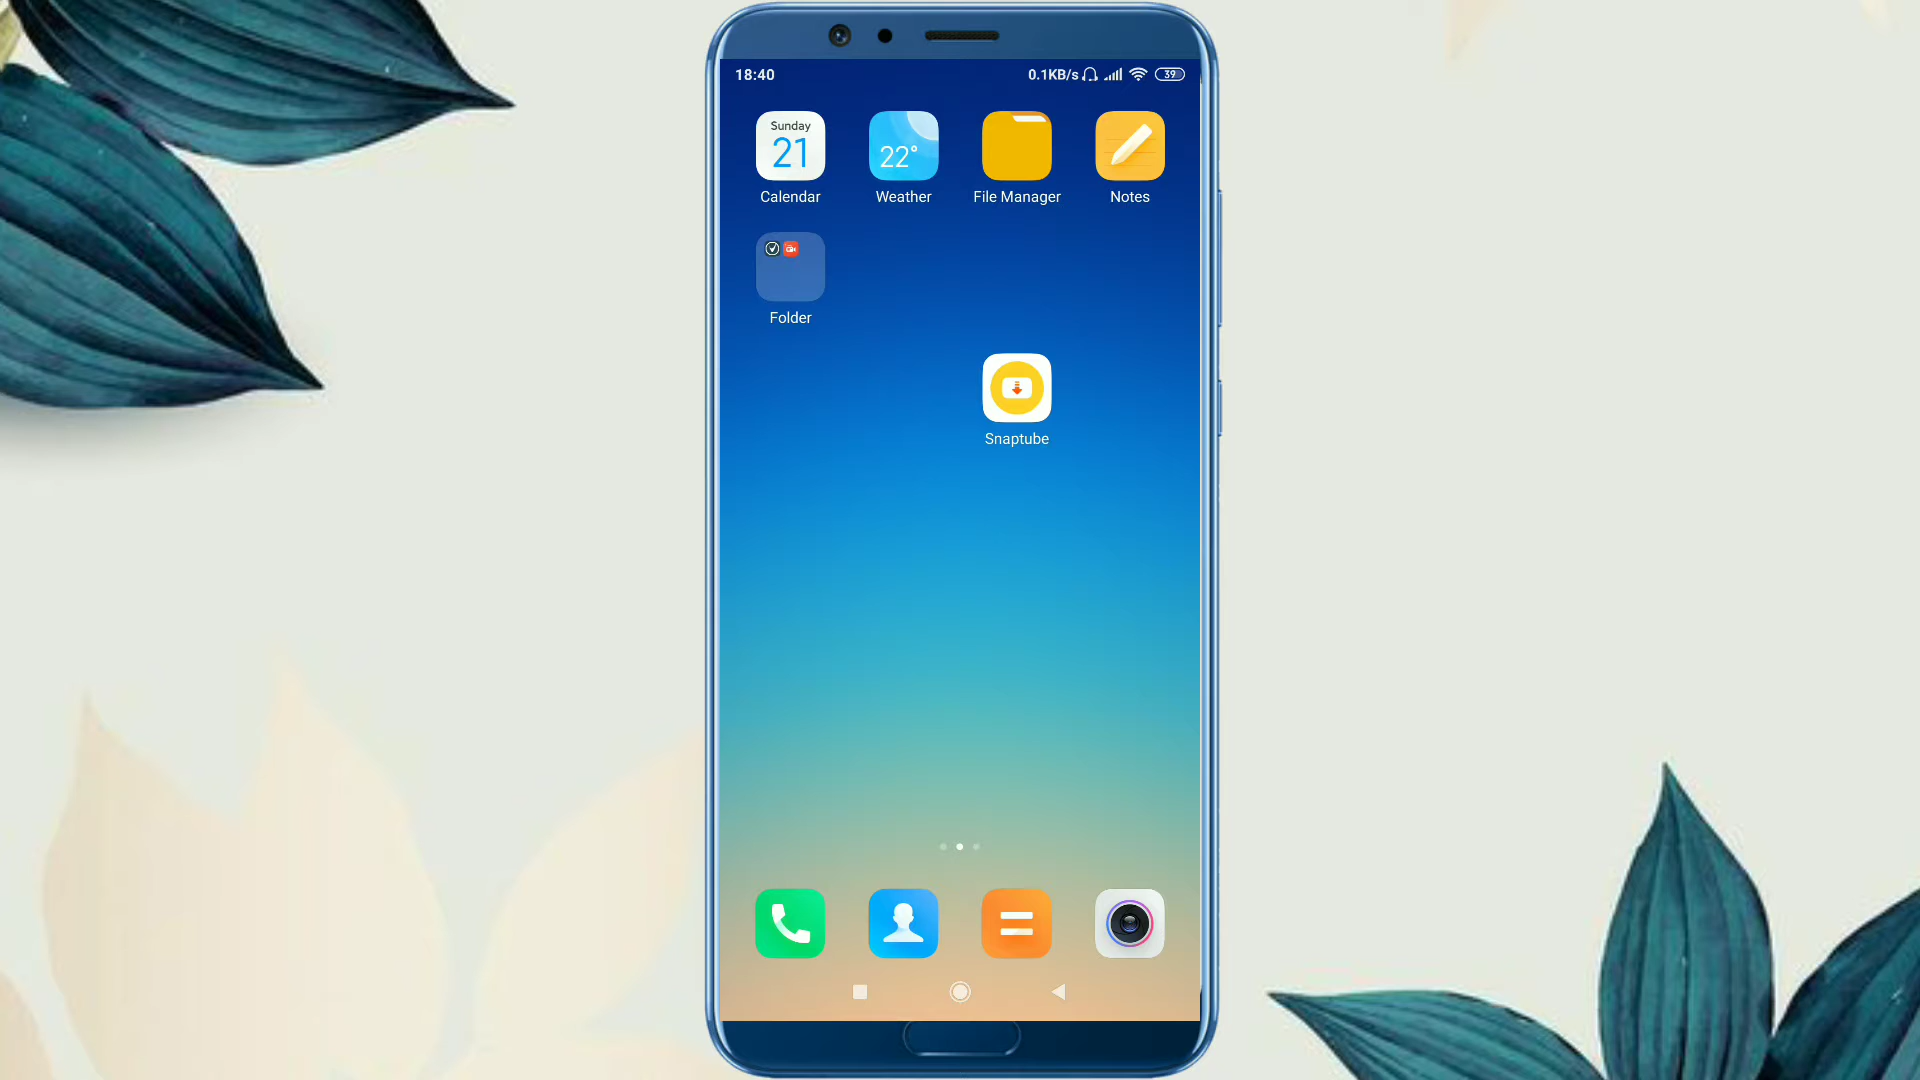 18:40 0.1KB/s 39
Sunday
21 22°
Calendar Weather File Manager Notes
Folder
Snaptube